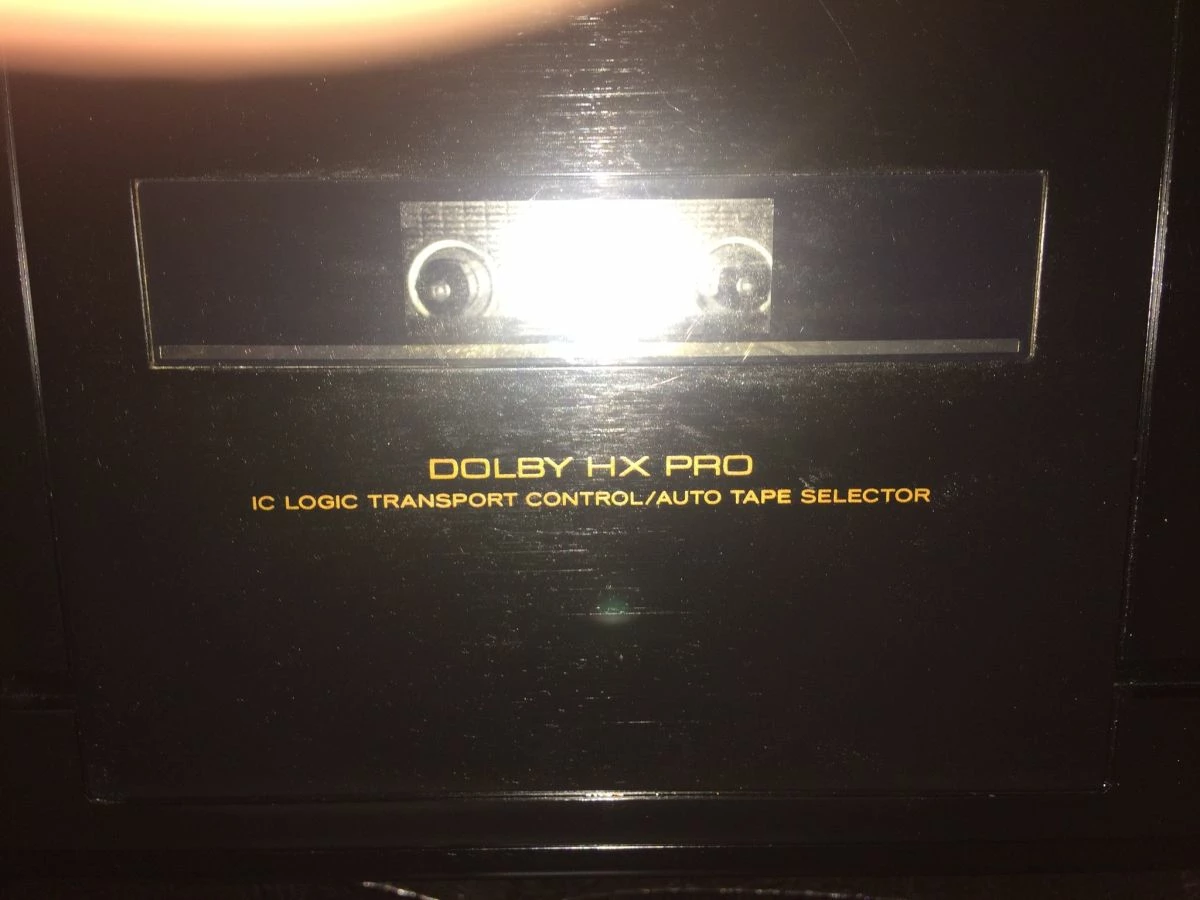 DOLBY HX PRO
IC LOGIC TRANSPORT CONTROL/AUTO TAPE SELECTOR